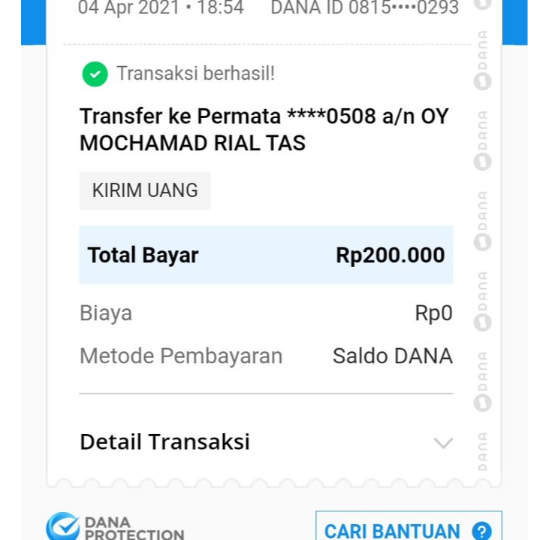 04 Apr 2021 • 18:54 DANA ID 0815••••0293
Transaksi berhasil!
Transfer ke Permata ****0508 a/n OY
MOCHAMAD RIAL TAS
KIRIM UANG
Total Bayar Rp200.000
Biaya Rp0
Metode Pembayaran Saldo DANA
Detail Transaksi
DANA
DANA
DANA
DANA
DANA
DANA
DANA
PROTECTION
CARI BANTUAN ?